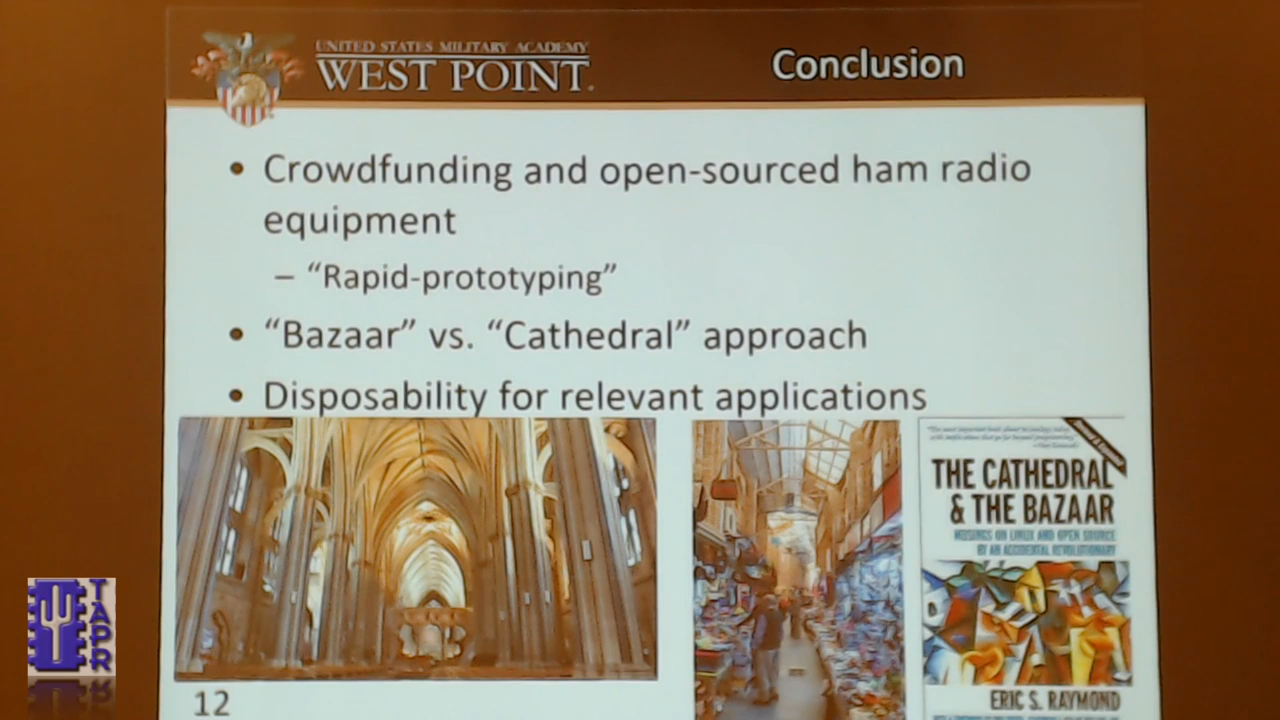 UNITED STATES MILITARY ACADEMY
WEST POINT.
Conclusion
• Crowdfunding and open-sourced ham radio
equipment
– “Rapid-prototyping”
• “Bazaar” vs. “Cathedral” approach
• Disposability for relevant applications
THE CATHEDRAL
& THE BAZAAR
MUSINGS ON LINUX AND OPEN SOURCE
BY AN ACCIDENTAL REVOLUTIONARY
ERIC S. RAYMOND
12
TAPR